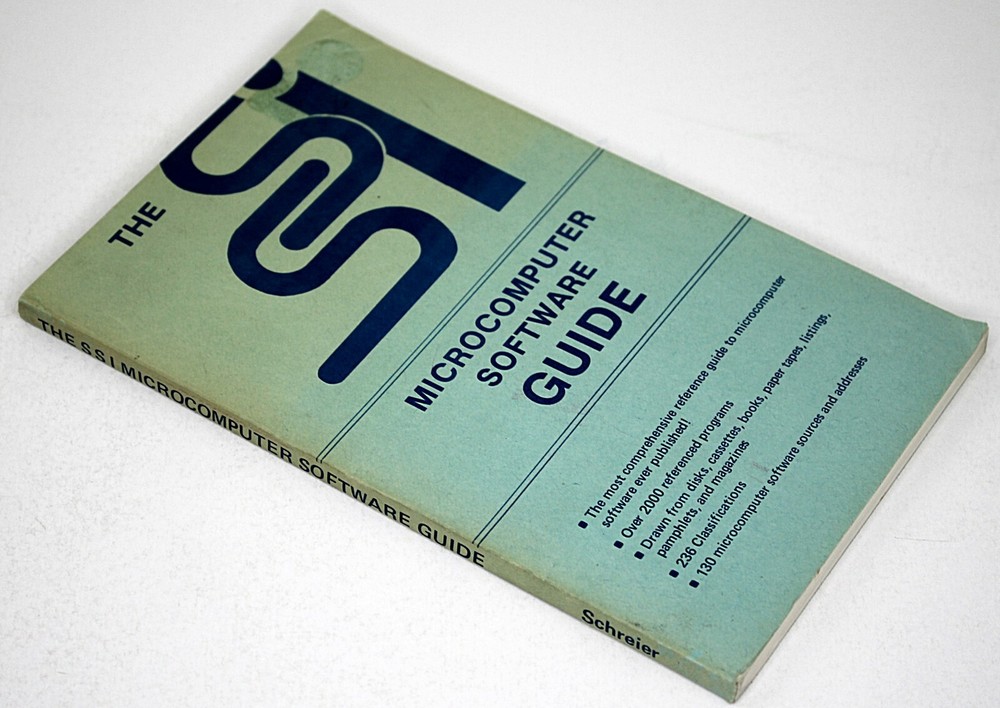 THE
SSI
MICROCOMPUTER
SOFTWARE
GUIDE
■ The most comprehensive reference guide to microcomputer
software ever published!
■ Over 2000 referenced programs
■ Drawn from disks, cassettes, books, paper tapes, listings,
pamphlets, and magazines
■ 236 Classifications
■ 130 microcomputer software sources and addresses
THE S S I MICROCOMPUTER SOFTWARE GUIDE
Schreier